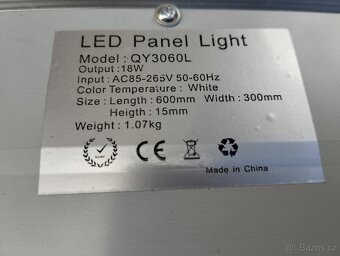 LED Panel Light
Model : QY3060L
Output : 18W
Input : AC85-265V 50-60Hz
Color Temperature : White
Size : Length : 600mm Width : 300mm
Heigth : 15mm
Weight : 1.07kg
CE
Made in China